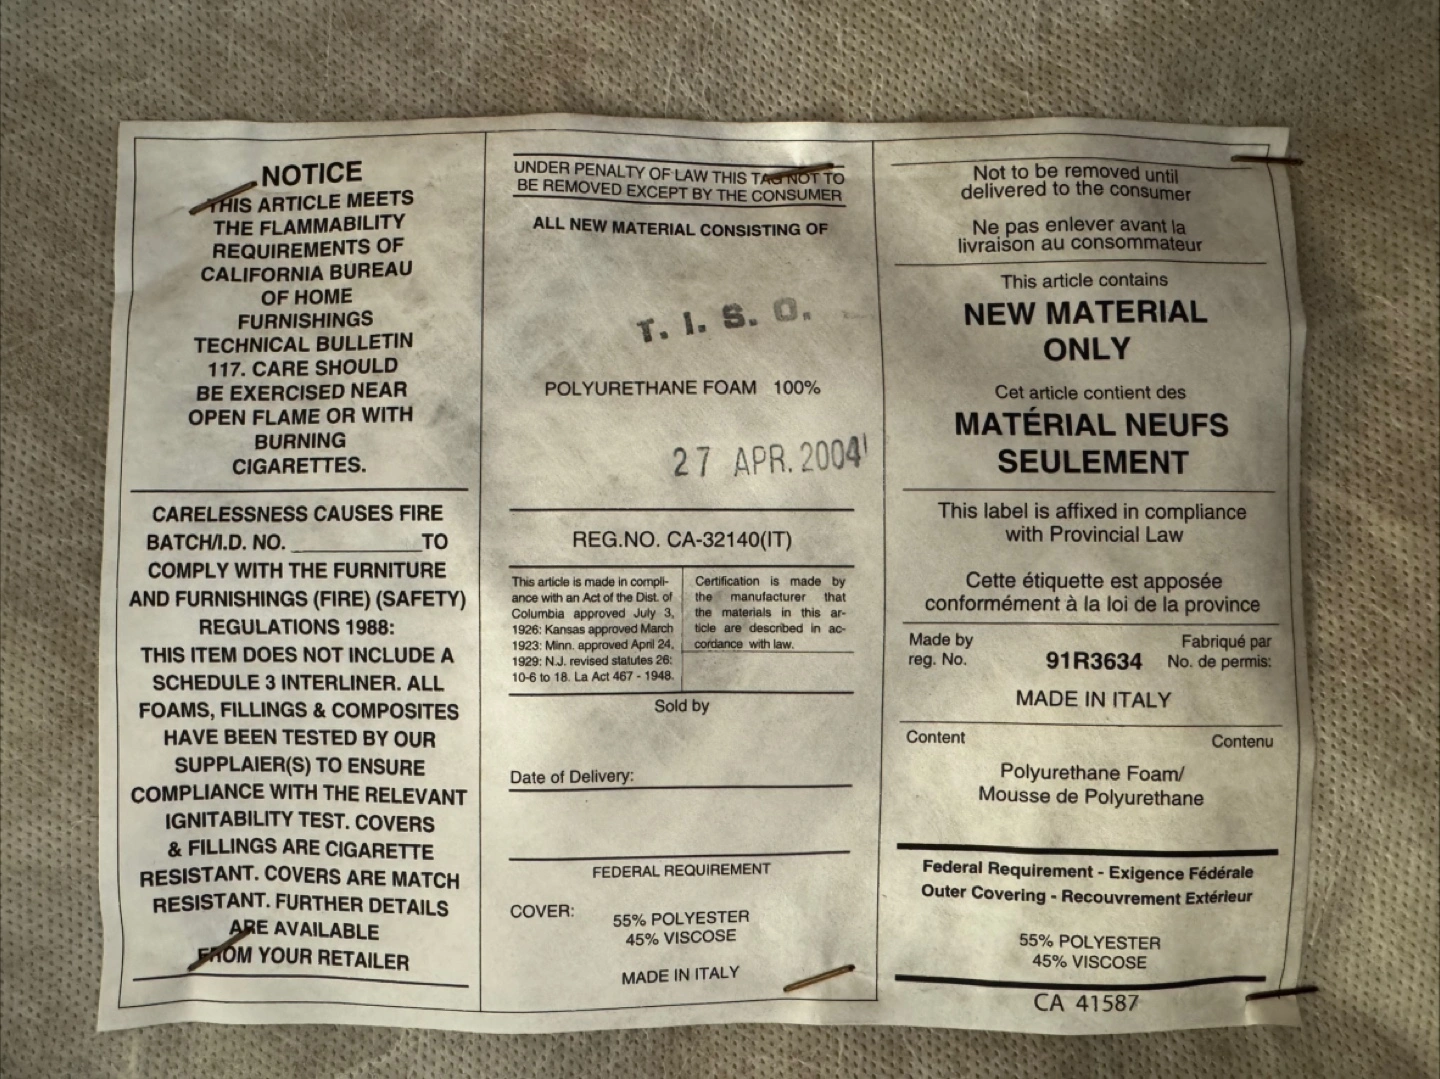 NOTICE
THIS ARTICLE MEETS
THE FLAMMABILITY
REQUIREMENTS OF
CALIFORNIA BUREAU
OF HOME
FURNISHINGS
TECHNICAL BULLETIN
117. CARE SHOULD
BE EXERCISED NEAR
OPEN FLAME OR WITH
BURNING
CIGARETTES.
CARELESSNESS CAUSES FIRE
BATCH/I.D. NO. ____________TO
COMPLY WITH THE FURNITURE
AND FURNISHINGS (FIRE) (SAFETY)
REGULATIONS 1988:
THIS ITEM DOES NOT INCLUDE A
SCHEDULE 3 INTERLINER. ALL
FOAMS, FILLINGS & COMPOSITES
HAVE BEEN TESTED BY OUR
SUPPLAIER(S) TO ENSURE
COMPLIANCE WITH THE RELEVANT
IGNITABILITY TEST. COVERS
& FILLINGS ARE CIGARETTE
RESISTANT. COVERS ARE MATCH
RESISTANT. FURTHER DETAILS
ARE AVAILABLE
FROM YOUR RETAILER
UNDER PENALTY OF LAW THIS TAG NOT TO
BE REMOVED EXCEPT BY THE CONSUMER
ALL NEW MATERIAL CONSISTING OF
T. I. S. O.
POLYURETHANE FOAM 100%
27 APR. 2004
REG.NO. CA-32140(IT)
This article is made in compli-
ance with an Act of the Dist. of
Columbia approved July 3,
1926: Kansas approved March
1923: Minn. approved April 24,
1929: N.J. revised statutes 26:
10-6 to 18. La Act 467 - 1948.
Certification is made by
the manufacturer that
the materials in this ar-
ticle are described in ac-
cordance with law.
Sold by
Date of Delivery:
FEDERAL REQUIREMENT
COVER: 55% POLYESTER
45% VISCOSE
MADE IN ITALY
Not to be removed until
delivered to the consumer
Ne pas enlever avant la
livraison au consommateur
This article contains
NEW MATERIAL
ONLY
Cet article contient des
MATÉRIAL NEUFS
SEULEMENT
This label is affixed in compliance
with Provincial Law
Cette étiquette est apposée
conformément à la loi de la province
Made by Fabriqué par
reg. No. 91R3634 No. de permis:
MADE IN ITALY
Content Contenu
Polyurethane Foam/
Mousse de Polyurethane
Federal Requirement - Exigence Fédérale
Outer Covering - Recouvrement Extérieur
55% POLYESTER
45% VISCOSE
CA 41587